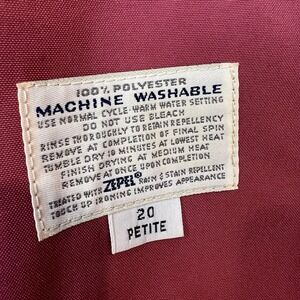 100% POLYESTER
MACHINE WASHABLE
USE NORMAL CYCLE-WARM WATER SETTING
DO NOT USE BLEACH
RINSE THOROUGHLY TO RETAIN REPELLENCY
REMOVE AT COMPLETION OF FINAL SPIN
TUMBLE DRY 10 MINUTES AT LOWEST HEAT
FINISH DRYING AT MEDIUM HEAT
REMOVE AT ONCE UPON COMPLETION
TREATED WITH ZEPEL® RAIN & STAIN REPELLENT
TOUCH UP IRONING IMPROVES APPEARANCE
20
PETITE